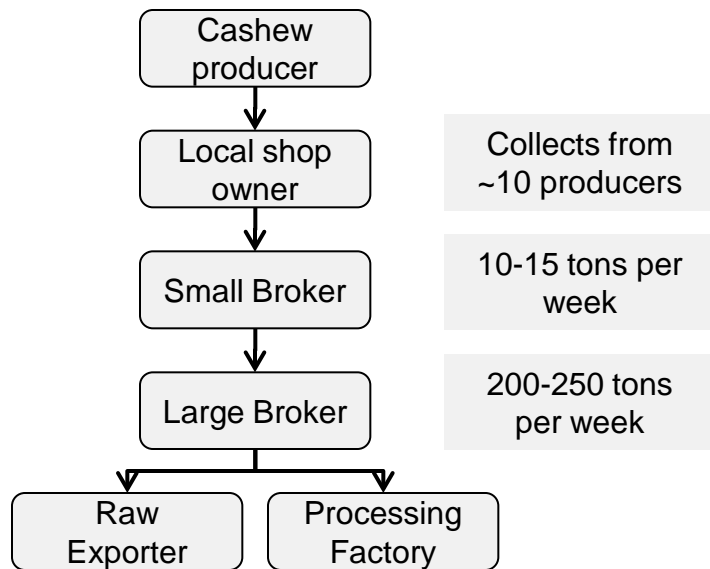 Cashew
producer
Local shop
owner
Collects from
~10 producers
Small Broker
10-15 tons per
week
Large Broker
200-250 tons
per week
Raw
Exporter
Processing
Factory